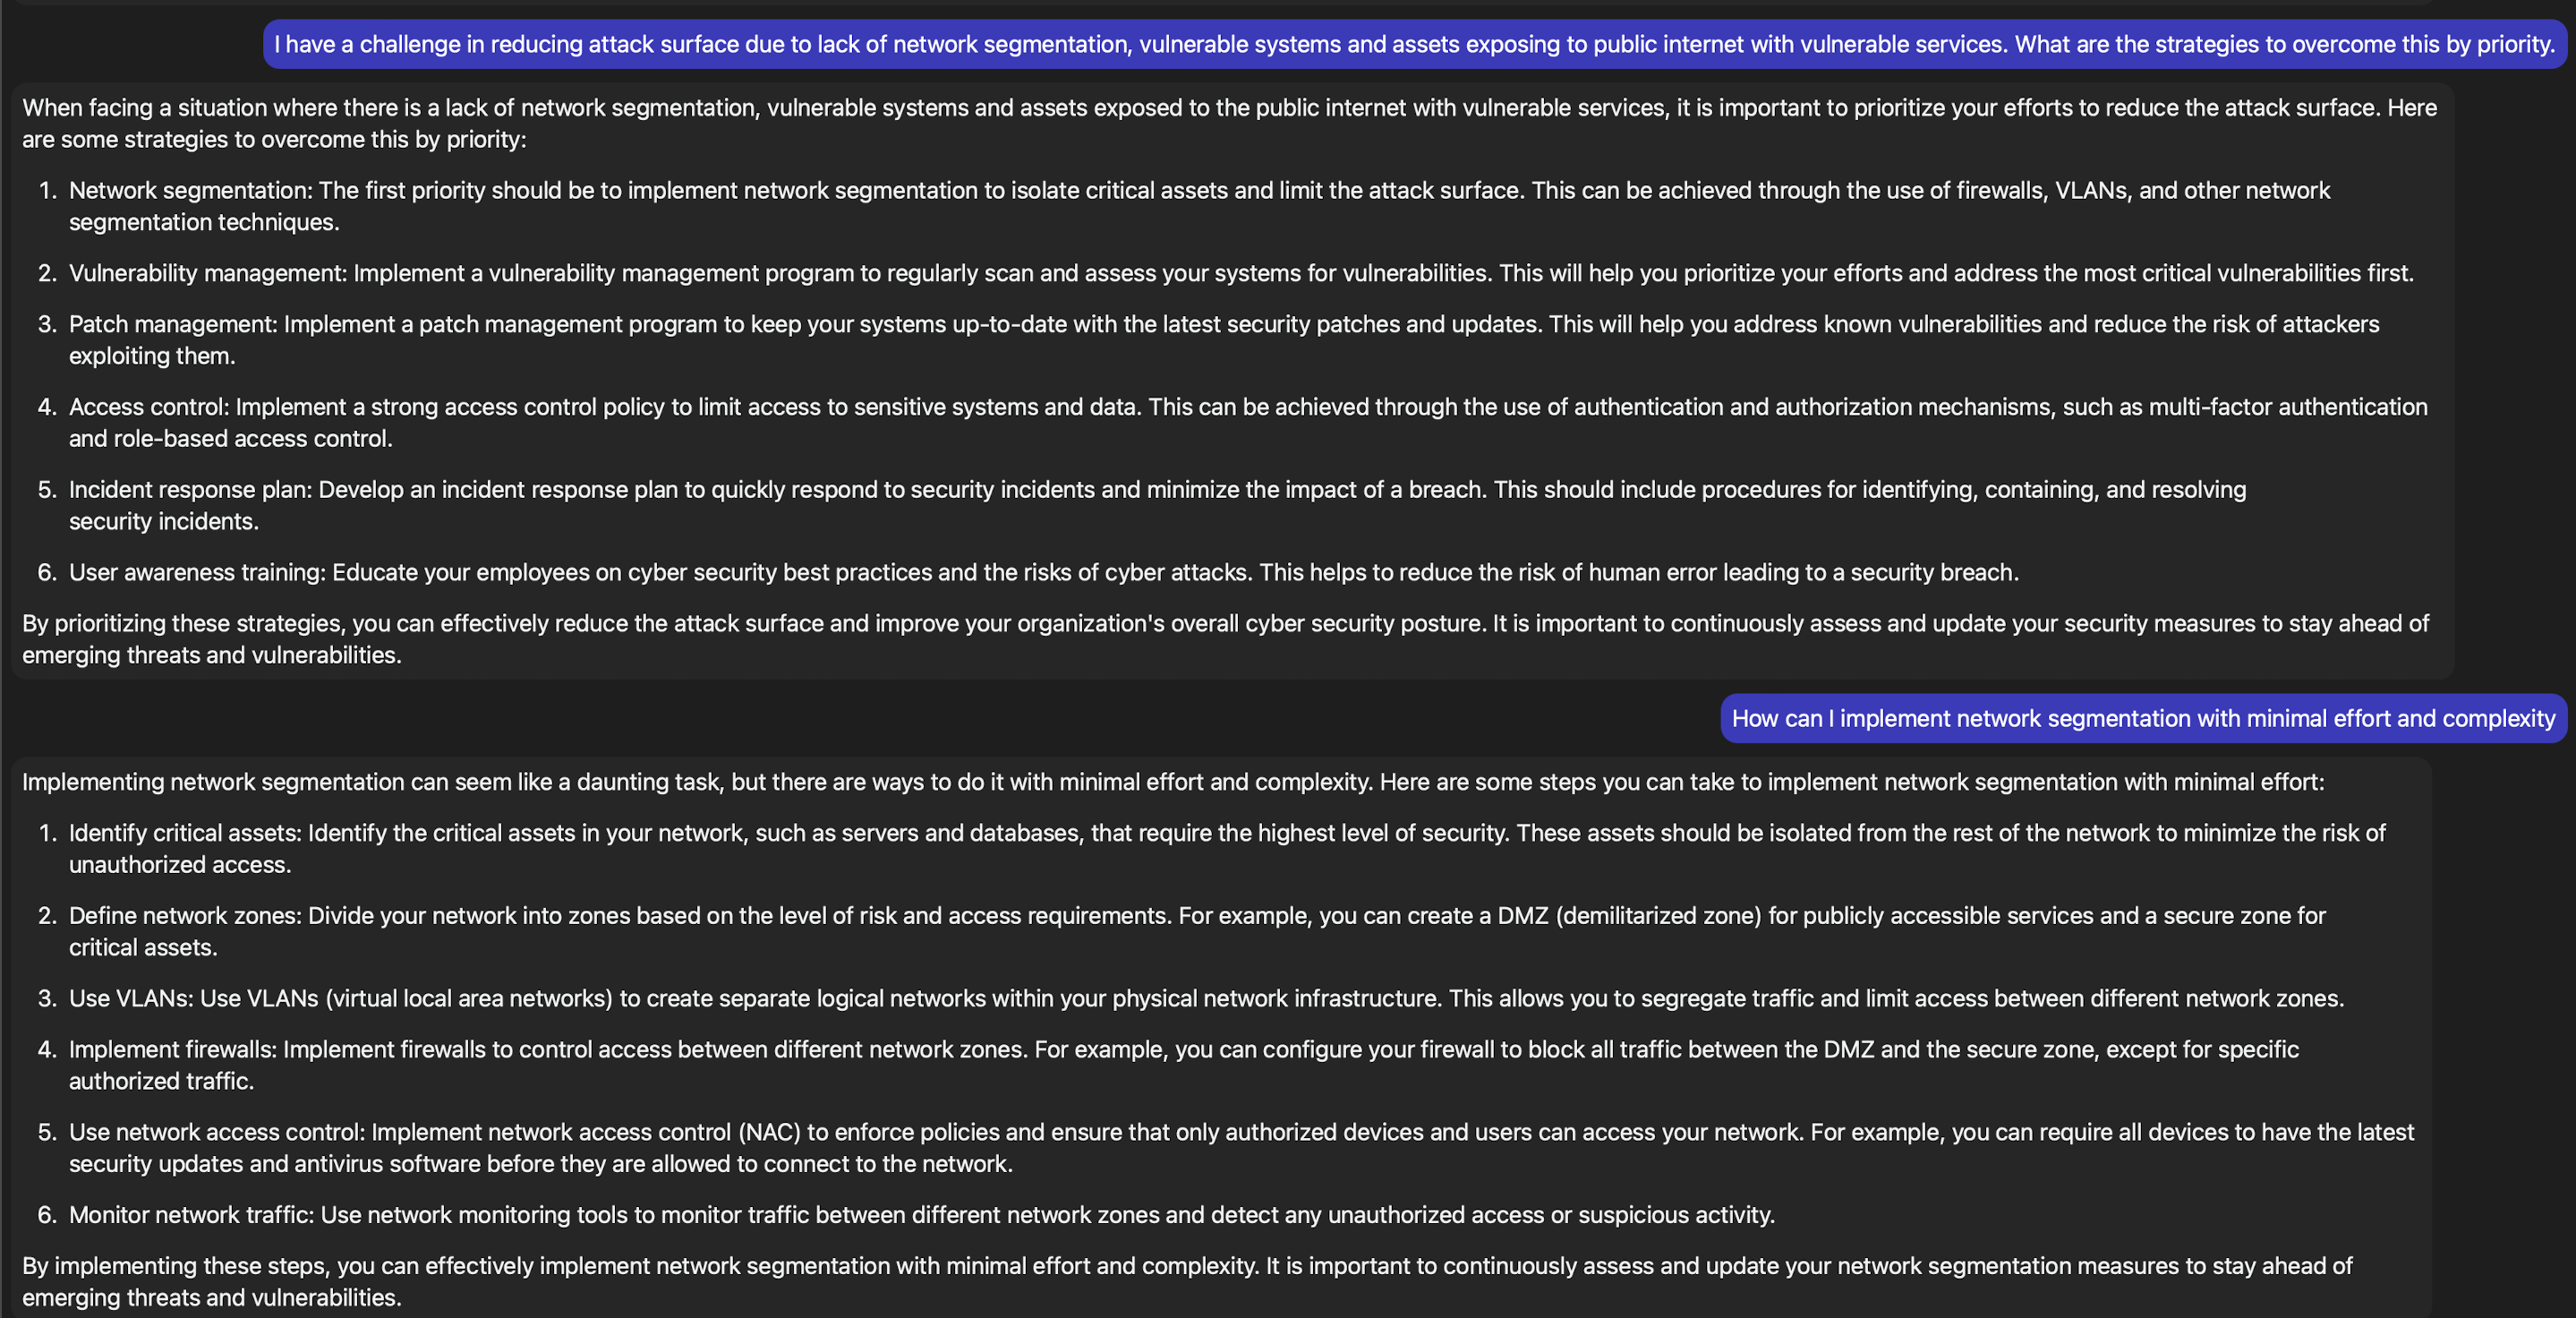 I have a challenge in reducing attack surface due to lack of network segmentation, vulnerable systems and assets exposing to public internet with vulnerable services. What are the strategies to overcome this by priority.
When facing a situation where there is a lack of network segmentation, vulnerable systems and assets exposed to the public internet with vulnerable services, it is important to prioritize your efforts to reduce the attack surface. Here
are some strategies to overcome this by priority:
1. Network segmentation: The first priority should be to implement network segmentation to isolate critical assets and limit the attack surface. This can be achieved through the use of firewalls, VLANs, and other network
segmentation techniques.
2. Vulnerability management: Implement a vulnerability management program to regularly scan and assess your systems for vulnerabilities. This will help you prioritize your efforts and address the most critical vulnerabilities first.
3. Patch management: Implement a patch management program to keep your systems up-to-date with the latest security patches and updates. This will help you address known vulnerabilities and reduce the risk of attackers
exploiting them.
4. Access control: Implement a strong access control policy to limit access to sensitive systems and data. This can be achieved through the use of authentication and authorization mechanisms, such as multi-factor authentication
and role-based access control.
5. Incident response plan: Develop an incident response plan to quickly respond to security incidents and minimize the impact of a breach. This should include procedures for identifying, containing, and resolving
security incidents.
6. User awareness training: Educate your employees on cyber security best practices and the risks of cyber attacks. This helps to reduce the risk of human error leading to a security breach.
By prioritizing these strategies, you can effectively reduce the attack surface and improve your organization's overall cyber security posture. It is important to continuously assess and update your security measures to stay ahead of
emerging threats and vulnerabilities.
How can I implement network segmentation with minimal effort and complexity
Implementing network segmentation can seem like a daunting task, but there are ways to do it with minimal effort and complexity. Here are some steps you can take to implement network segmentation with minimal effort:
1. Identify critical assets: Identify the critical assets in your network, such as servers and databases, that require the highest level of security. These assets should be isolated from the rest of the network to minimize the risk of
unauthorized access.
2. Define network zones: Divide your network into zones based on the level of risk and access requirements. For example, you can create a DMZ (demilitarized zone) for publicly accessible services and a secure zone for
critical assets.
3. Use VLANs: Use VLANs (virtual local area networks) to create separate logical networks within your physical network infrastructure. This allows you to segregate traffic and limit access between different network zones.
4. Implement firewalls: Implement firewalls to control access between different network zones. For example, you can configure your firewall to block all traffic between the DMZ and the secure zone, except for specific
authorized traffic.
5. Use network access control: Implement network access control (NAC) to enforce policies and ensure that only authorized devices and users can access your network. For example, you can require all devices to have the latest
security updates and antivirus software before they are allowed to connect to the network.
6. Monitor network traffic: Use network monitoring tools to monitor traffic between different network zones and detect any unauthorized access or suspicious activity.
By implementing these steps, you can effectively implement network segmentation with minimal effort and complexity. It is important to continuously assess and update your network segmentation measures to stay ahead of
emerging threats and vulnerabilities.